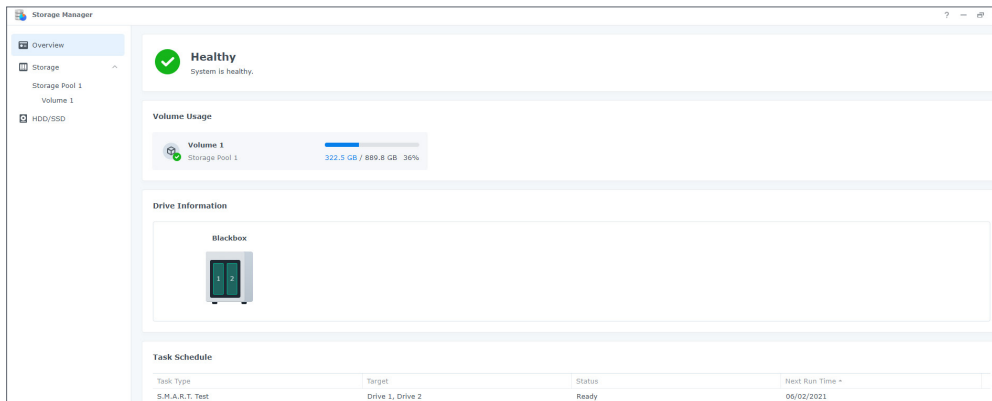 Storage Manager
?
Overview
Storage
Storage Pool 1
Volume 1
HDD/SSD
Healthy
System is healthy.
Volume Usage
Volume 1
Storage Pool 1
322.5 GB / 889.8 GB 36%
Drive Information
Blackbox
1 2
Task Schedule
Task Type Target Status Next Run Time
S.M.A.R.T. Test Drive 1, Drive 2 Ready 06/02/2021